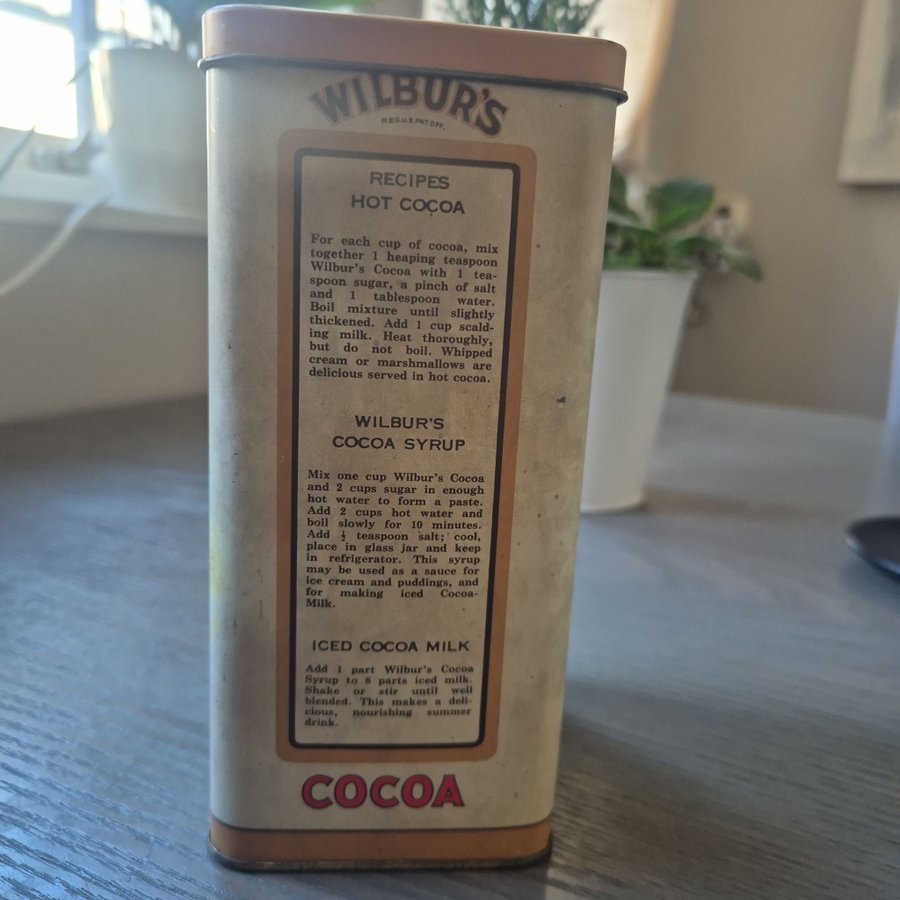 WILBUR'S
REG.U.S.PAT.OFF.
RECIPES
HOT COCOA
For each cup of cocoa, mix
together 1 heaping teaspoon
Wilbur's Cocoa with 1 tea-
spoon sugar, a pinch of salt
and 1 tablespoon water.
Boil mixture until slightly
thickened. Add 1 cup scald-
ing milk. Heat thoroughly,
but do not boil. Whipped
cream or marshmallows are
delicious served in hot cocoa.
WILBUR'S
COCOA SYRUP
Mix one cup Wilbur's Cocoa
and 2 cups sugar in enough
hot water to form a paste.
Add 2 cups hot water and
boil slowly for 10 minutes.
Add ½ teaspoon salt; cool,
place in glass jar and keep
in refrigerator. This syrup
may be used as a sauce for
ice cream and puddings, and
for making iced Cocoa-
Milk.
ICED COCOA MILK
Add 1 part Wilbur's Cocoa
Syrup to 8 parts iced milk.
Shake or stir until well
blended. This makes a deli-
cious, nourishing summer
drink.
COCOA